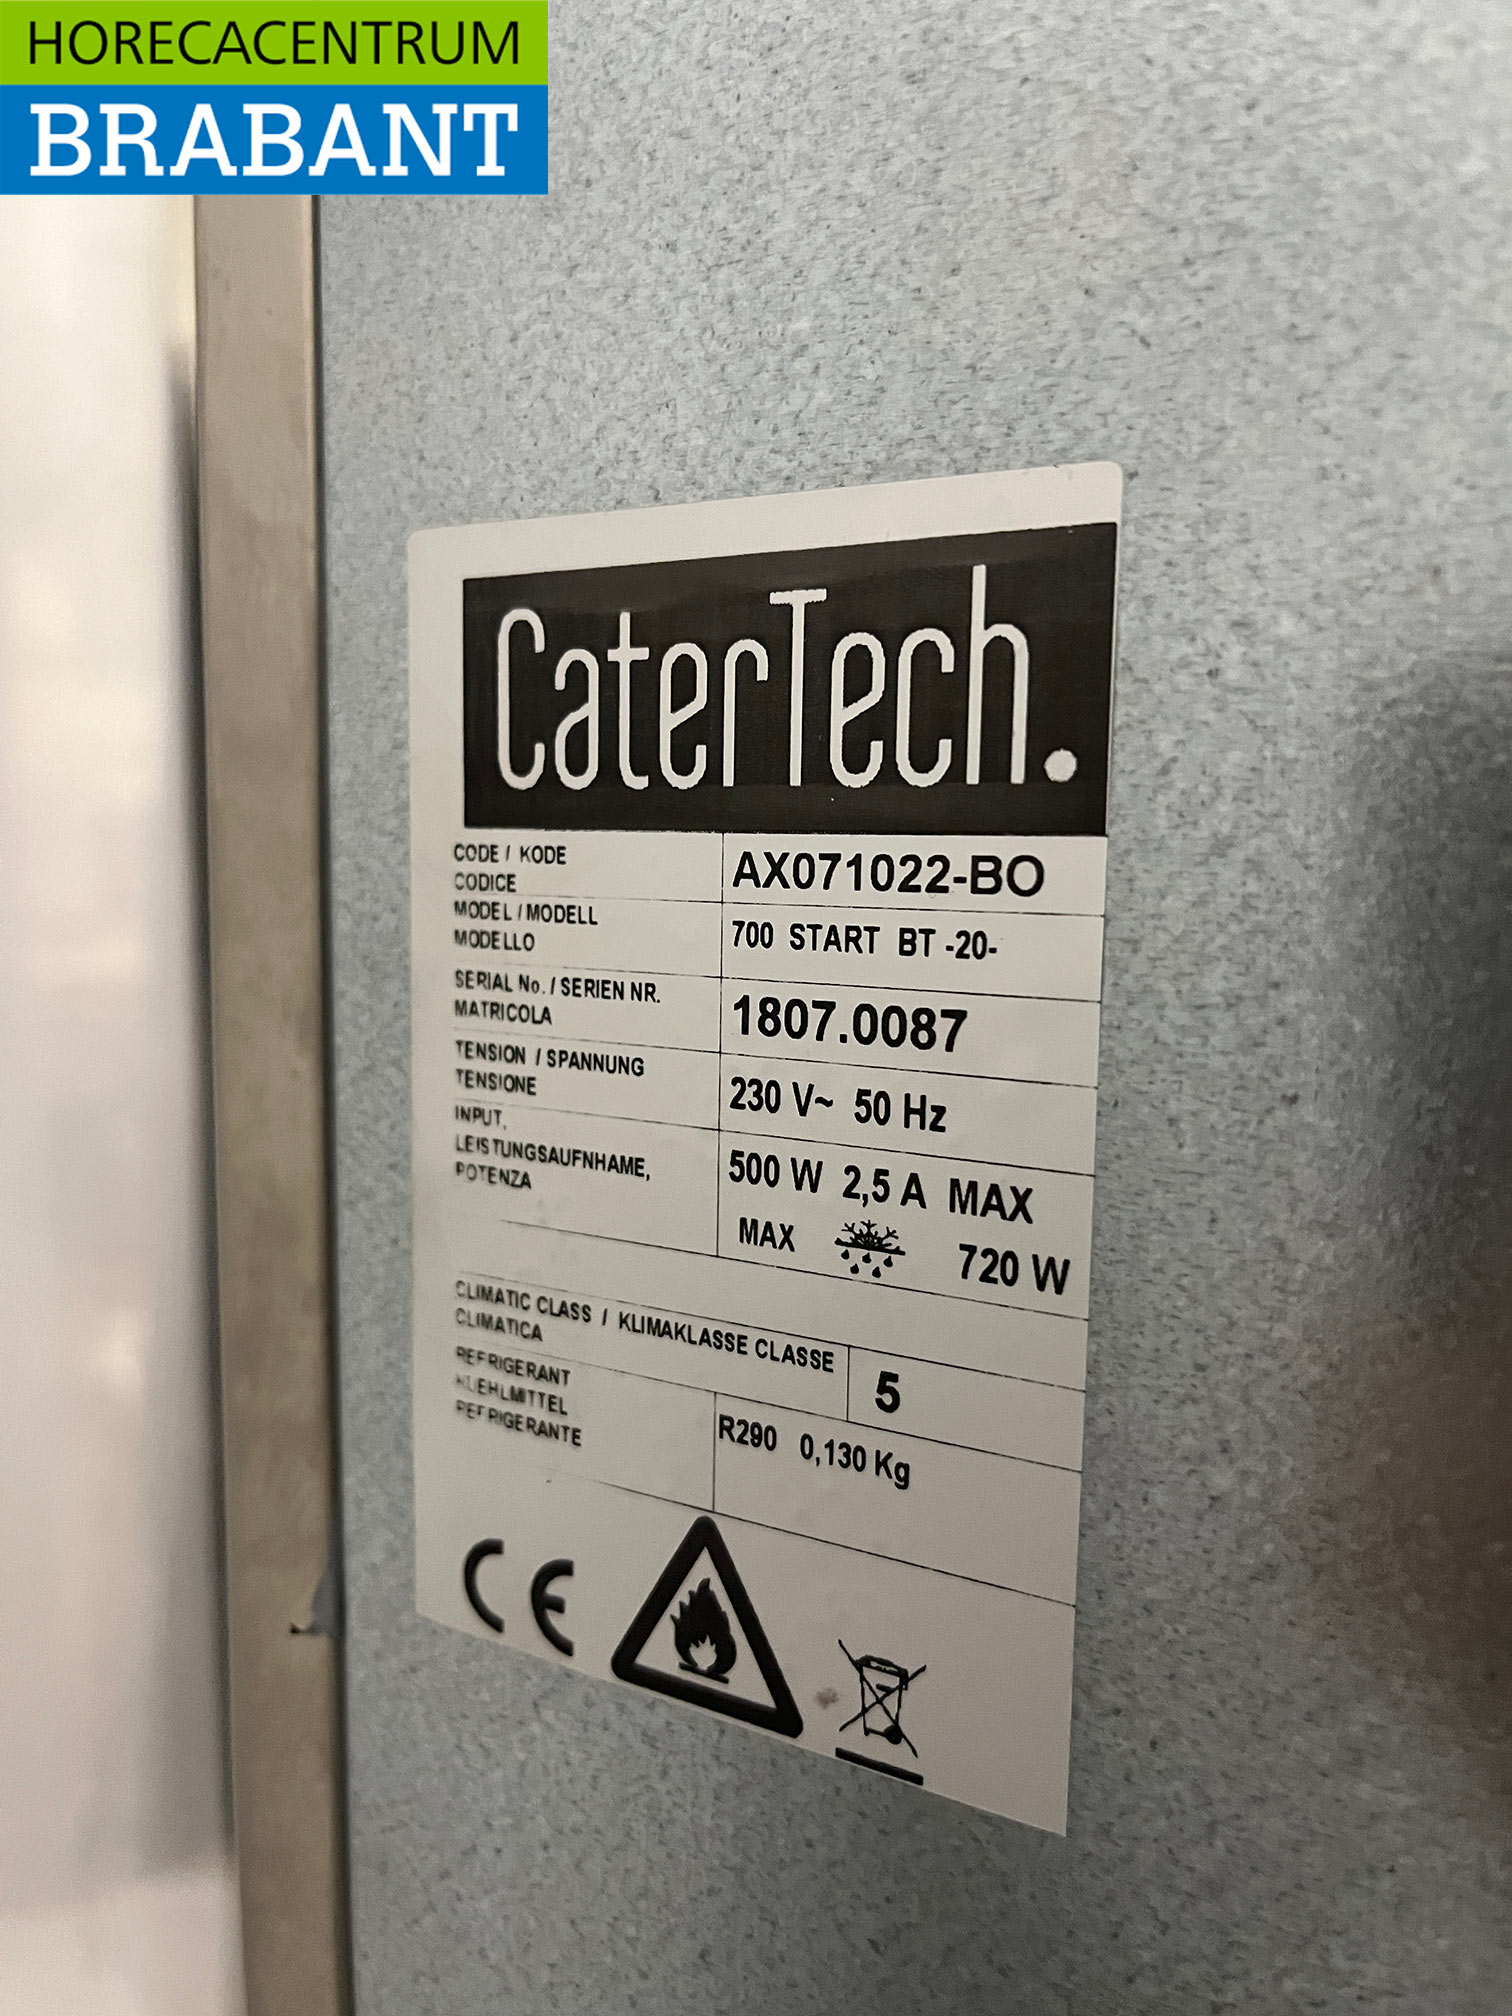 HORECACENTRUM
BRABANT
CaterTech.
CODE / KODE
CODICE
AX071022-BO
MODEL / MODELL
MODELLO
700 START BT -20-
SERIAL No. / SERIEN NR.
MATRICOLA
1807.0087
TENSION / SPANNUNG
TENSIONE
230 V~ 50 Hz
INPUT,
LEISTUNGSAUFNHAME,
POTENZA
500 W 2,5 A MAX
MAX 720 W
CLIMATIC CLASS / KLIMAKLASSE CLASSE
CLIMATICA
5
REFRIGERANT
KUEHLMITTEL
REFRIGERANTE
R290 0,130 Kg
CE